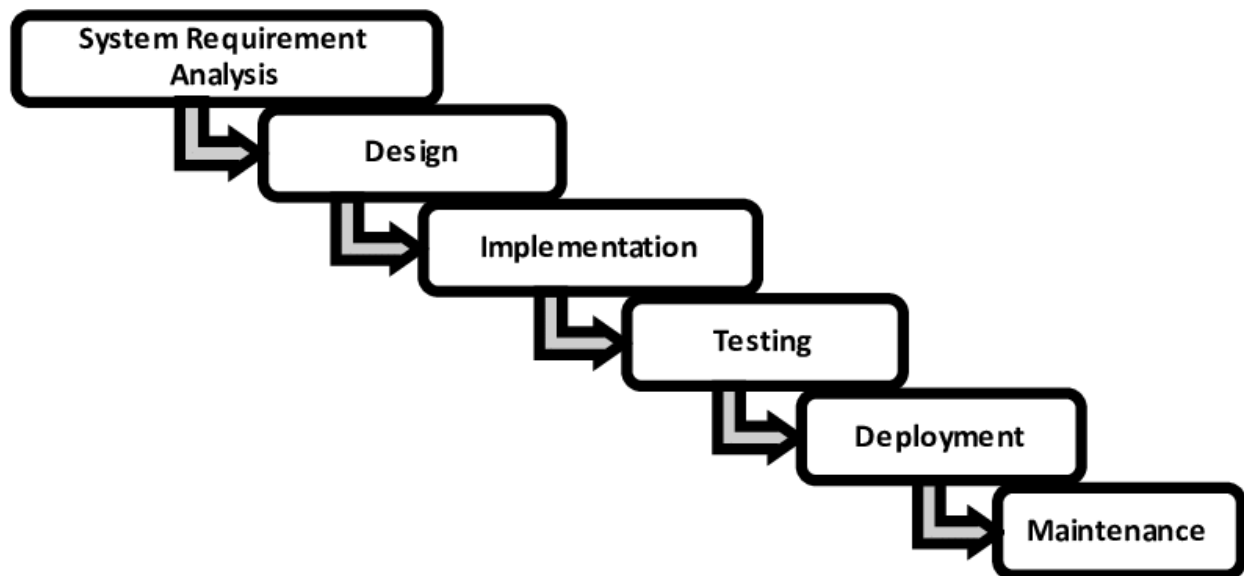 System Requirement
Analysis
Design
Implementation
Testing
Deployment
Maintenance